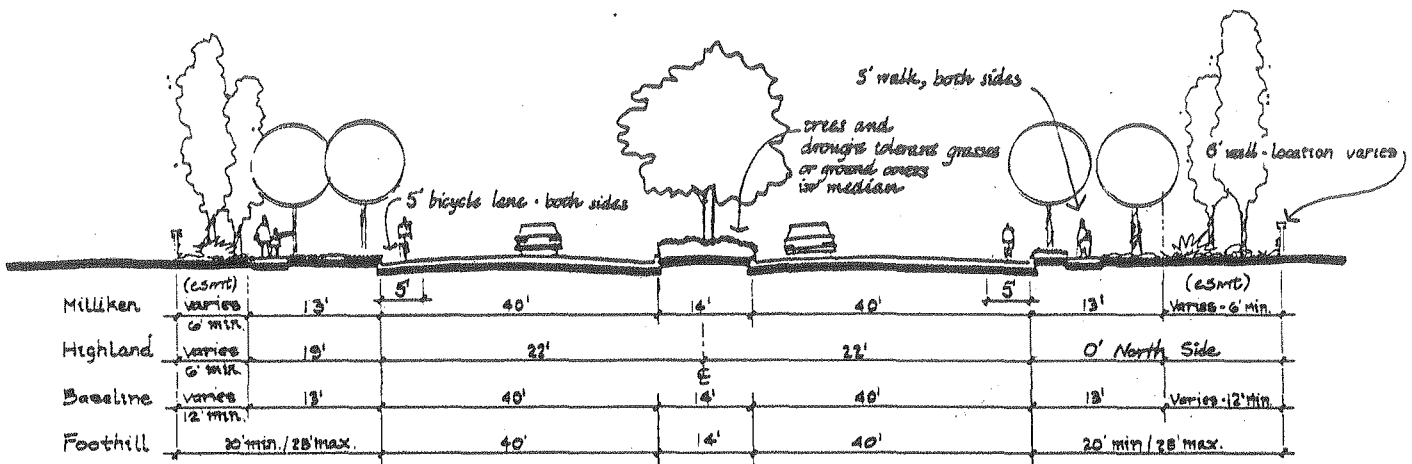 5' walk, both sides
trees and
drought tolerant grasses
or ground covers
in median
6' wall - location varies
5' bicycle lane - both sides
(esmt) 5' 5' (esmt)
Milliken varies 6' min. 13' 40' 14' 40' 13' varies - 6' min.
Highland varies 6' min 22' 22' 0' North Side
Baseline varies 12' min. 13' 40' 14' 40' 13' varies - 12' min.
Foothill 20' min. / 28' max. 40' 14' 40' 20' min / 28' max.